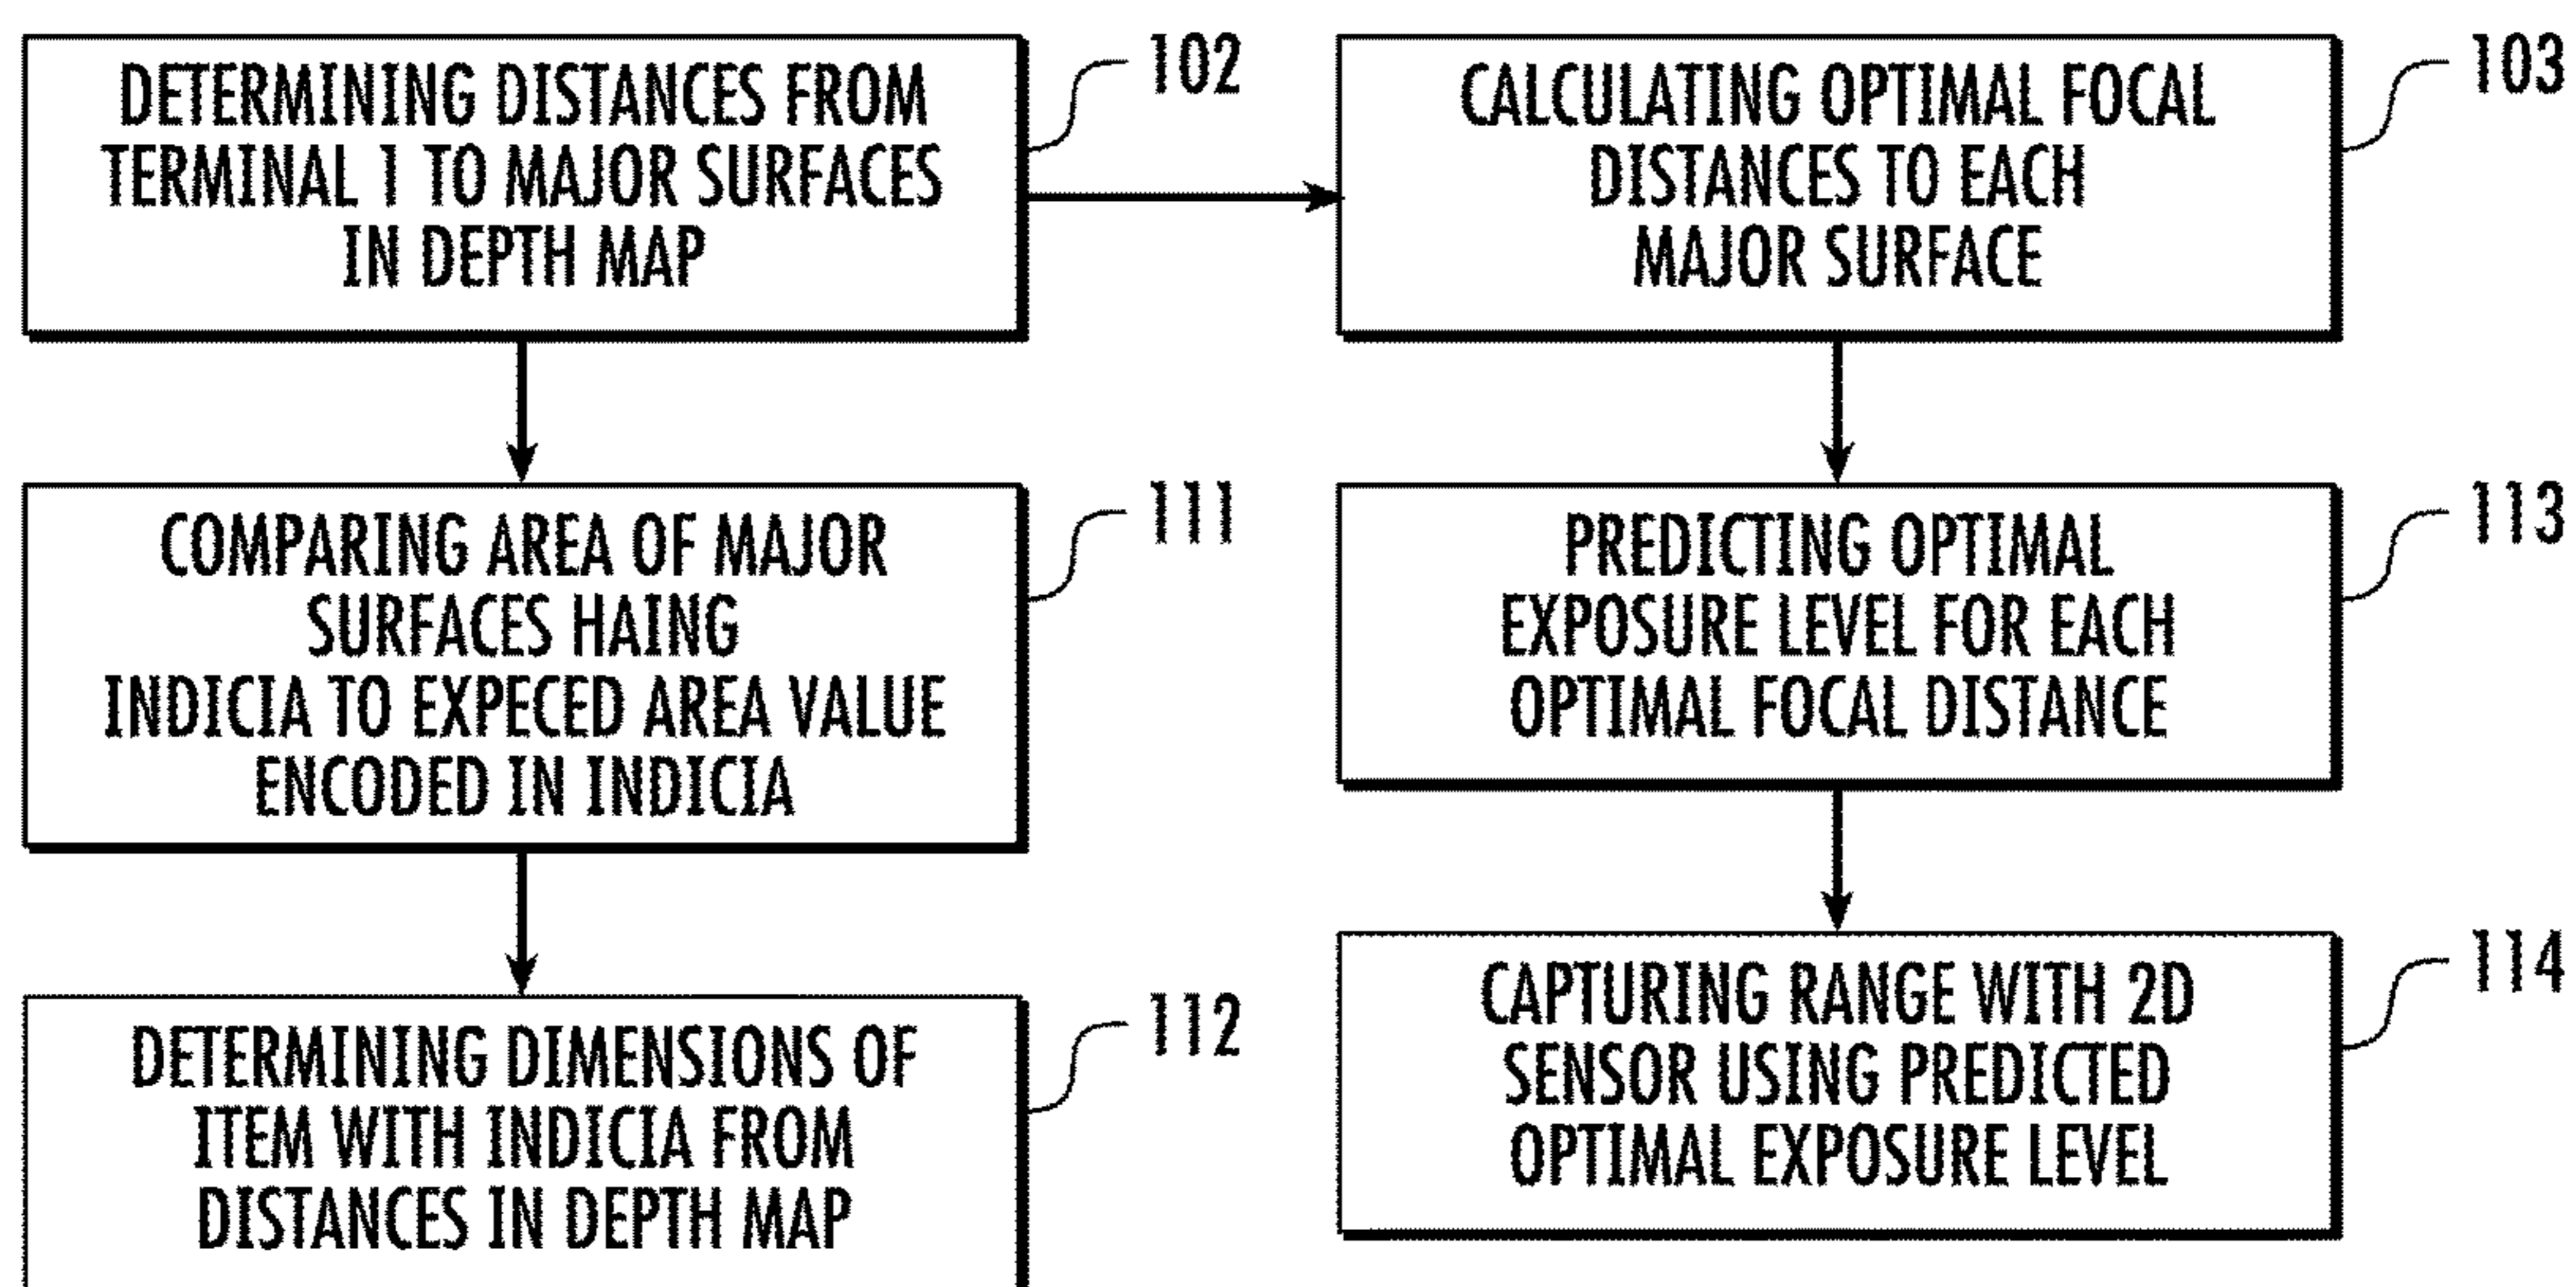 DETERMINING DISTANCES FROM
TERMINAL 1 TO MAJOR SURFACES
IN DEPTH MAP
102
CALCULATING OPTIMAL FOCAL
DISTANCES TO EACH
MAJOR SURFACE
103
COMPARING AREA OF MAJOR
SURFACES HAING
INDICIA TO EXPECED AREA VALUE
ENCODED IN INDICIA
111
PREDICTING OPTIMAL
EXPOSURE LEVEL FOR EACH
OPTIMAL FOCAL DISTANCE
113
DETERMINING DIMENSIONS OF
ITEM WITH INDICIA FROM
DISTANCES IN DEPTH MAP
112
CAPTURING RANGE WITH 2D
SENSOR USING PREDICTED
OPTIMAL EXPOSURE LEVEL
114